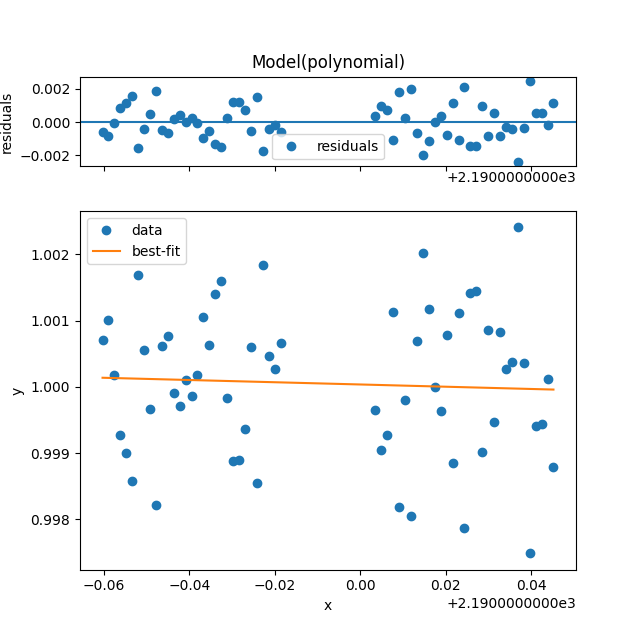 Model(polynomial)
residuals
0.002
0.000
−0.002
residuals
+2.1900000000e3
y
1.002
1.001
1.000
0.999
0.998
data
best-fit
−0.06 −0.04 −0.02 0.00 0.02 0.04
x
+2.1900000000e3